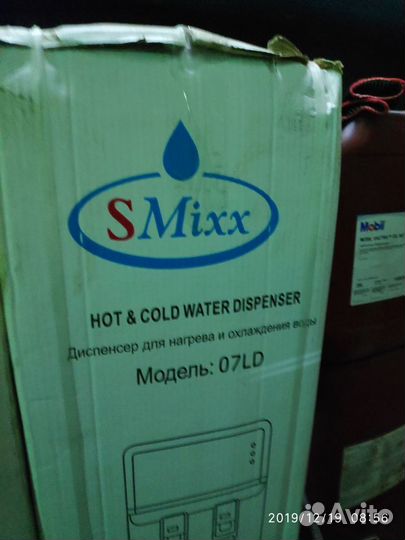 SMixx
HOT & COLD WATER DISPENSER
Диспенсер для нагрева и охлаждения воды
Модель: 07LD
Mobil
2019/12/19 08:56
Avito